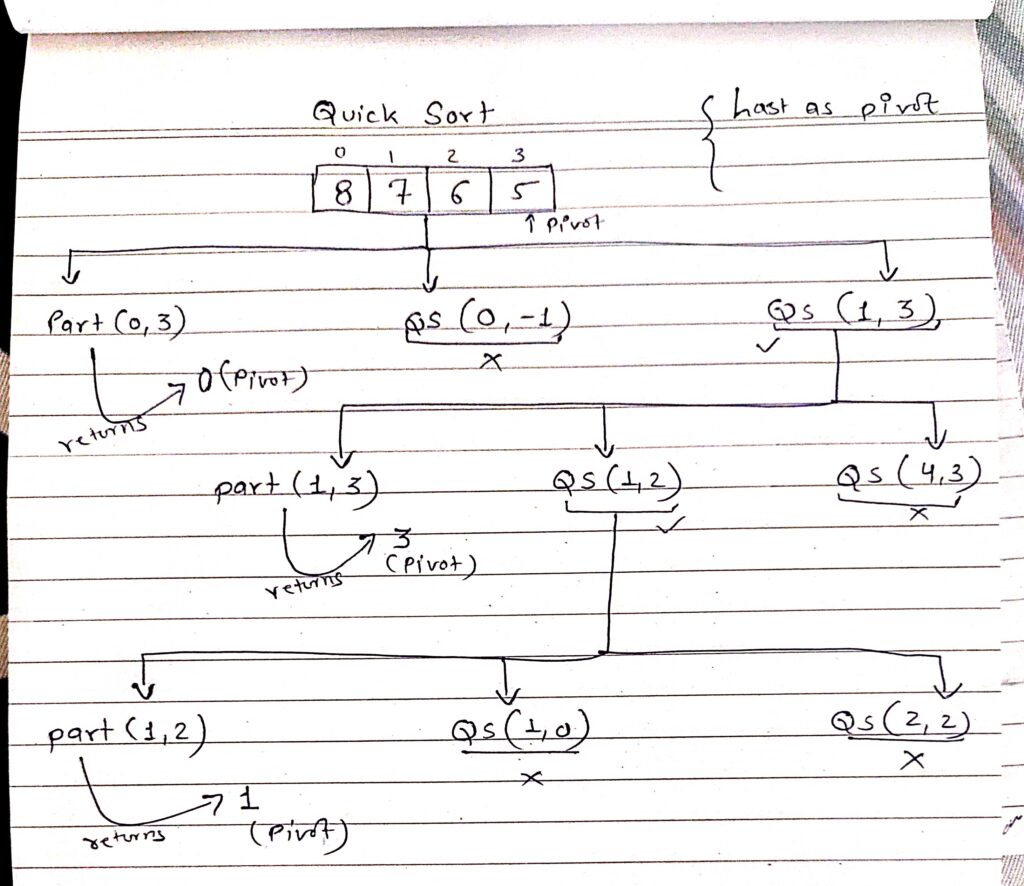 Quick Sort
{ Last as pivot
0 1 2 3
8 7 6 5
↑ pivot
Part (0,3) QS (0, -1) QS (1, 3)
x ✓
returns 0 (Pivot)
part (1, 3) QS (1,2) QS (4,3)
✓ x
returns 3
(Pivot)
part (1,2) QS (1,0) QS (2, 2)
x x
returns 1
(Pivot)